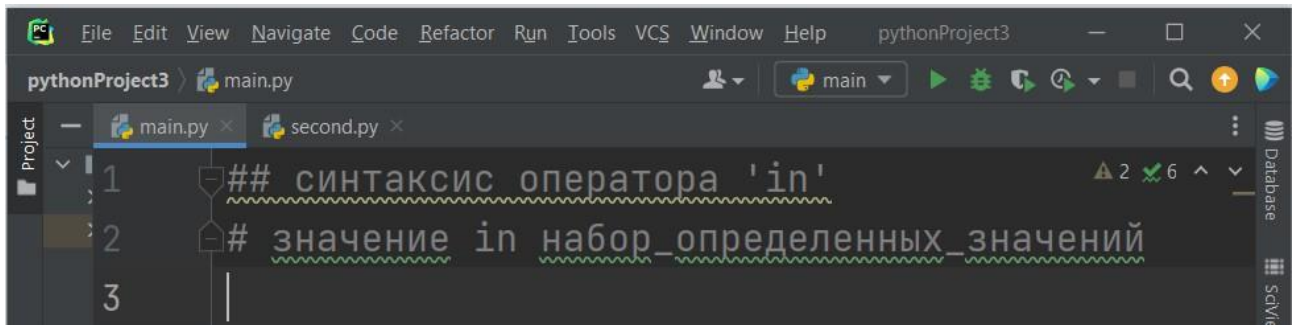 PC File Edit View Navigate Code Refactor Run Tools VCS Window Help pythonProject3
pythonProject3 main.py main
main.py second.py
Project
1 ## синтаксис оператора 'in' 2 6
2 # значение in набор_определенных_значений
3
Database